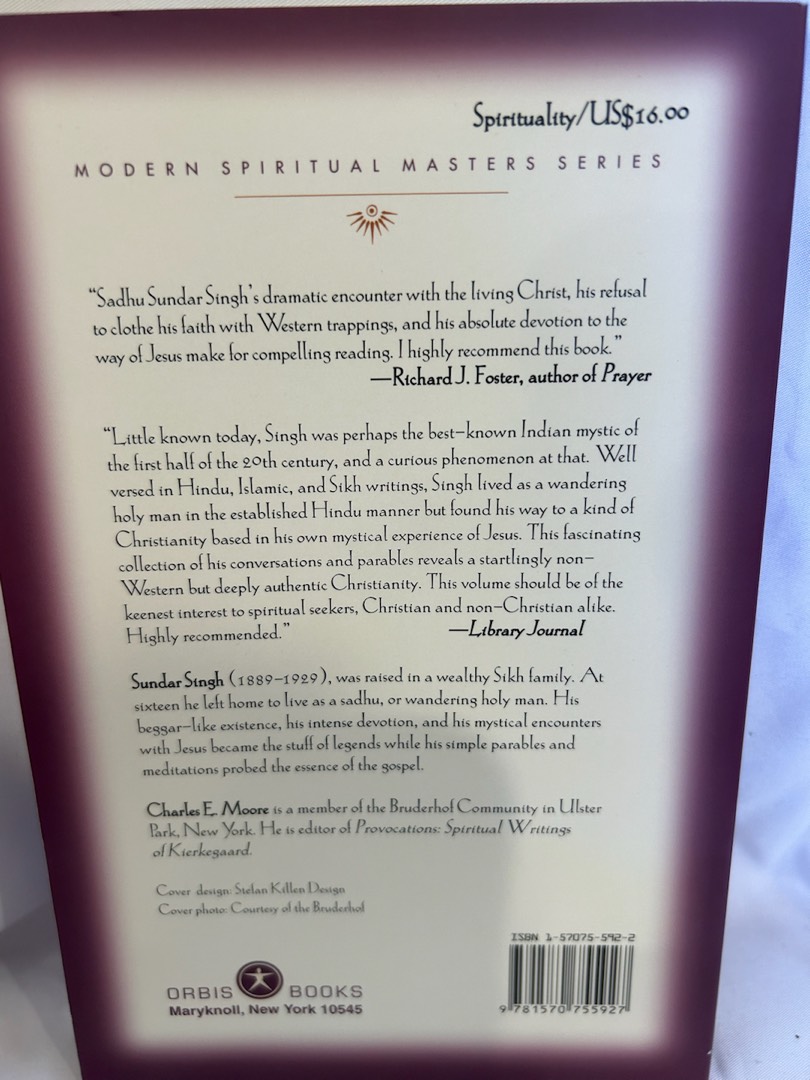 Spirituality/US$16.00
MODERN SPIRITUAL MASTERS SERIES
“Sadhu Sundar Singh’s dramatic encounter with the living Christ, his refusal
to clothe his faith with Western trappings, and his absolute devotion to the
way of Jesus make for compelling reading. I highly recommend this book.”
—Richard J. Foster, author of Prayer
“Little known today, Singh was perhaps the best–known Indian mystic of
the first half of the 20th century, and a curious phenomenon at that. Well
versed in Hindu, Islamic, and Sikh writings, Singh lived as a wandering
holy man in the established Hindu manner but found his way to a kind of
Christianity based in his own mystical experience of Jesus. This fascinating
collection of his conversations and parables reveals a startlingly non–
Western but deeply authentic Christianity. This volume should be of the
keenest interest to spiritual seekers, Christian and non–Christian alike.
Highly recommended.” —Library Journal
Sundar Singh (1889–1929), was raised in a wealthy Sikh family. At
sixteen he left home to live as a sadhu, or wandering holy man. His
beggar–like existence, his intense devotion, and his mystical encounters
with Jesus became the stuff of legends while his simple parables and
meditations probed the essence of the gospel.
Charles E. Moore is a member of the Bruderhof Community in Ulster
Park, New York. He is editor of Provocations: Spiritual Writings
of Kierkegaard.
Cover design: Stefan Killen Design
Cover photo: Courtesy of the Bruderhof
ISBN 1-57075-592-2
ORBIS BOOKS
Maryknoll, New York 10545
9 781570 755927